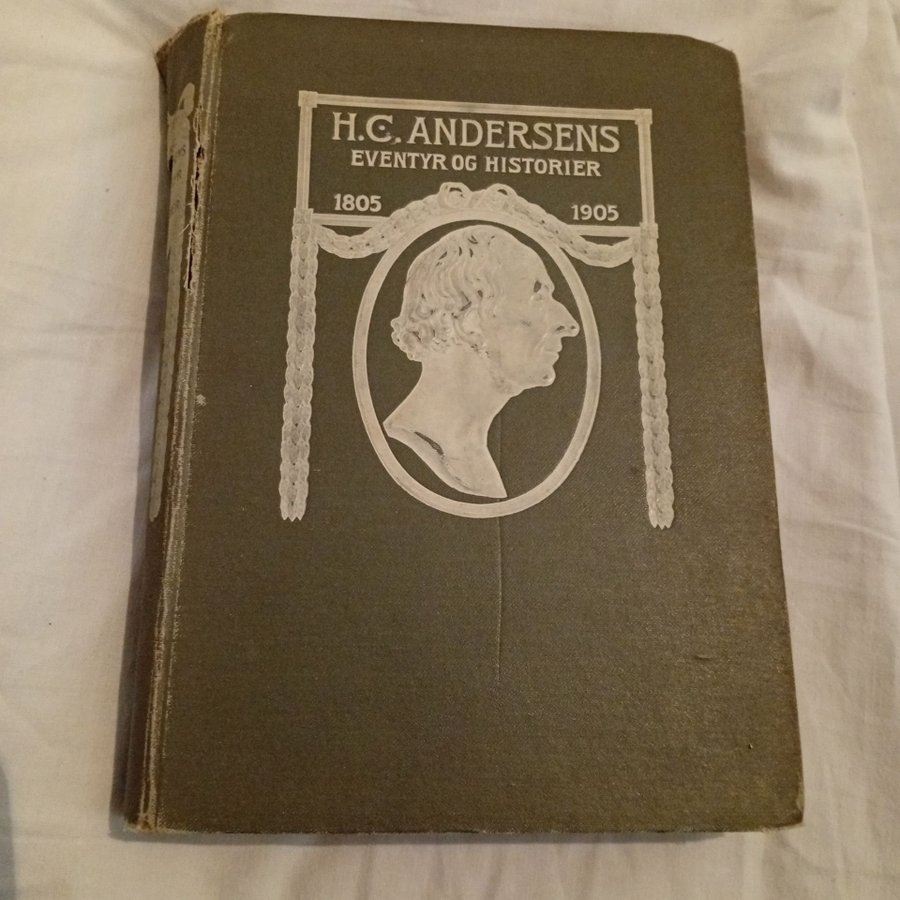 H.C. ANDERSENS
EVENTYR OG HISTORIER
1805 1905